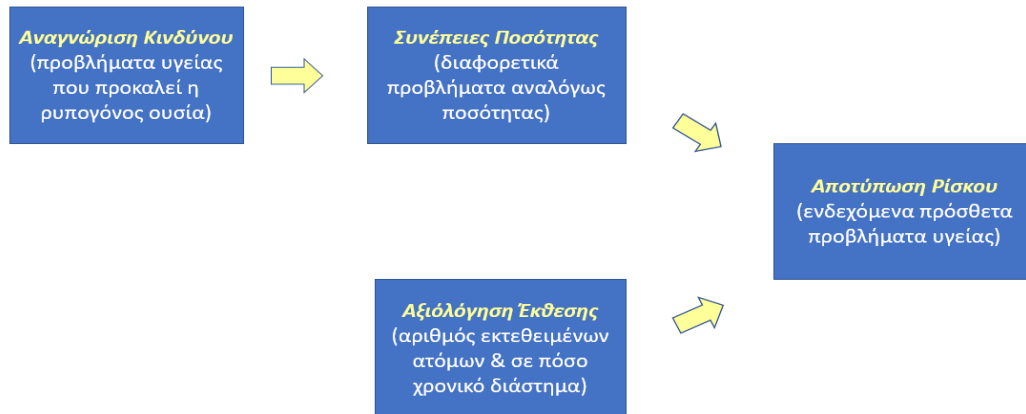 Αναγνώριση Κινδύνου
(προβλήματα υγείας
που προκαλεί η
ρυπογόνος ουσία)
Συνέπειες Ποσότητας
(διαφορετικά
προβλήματα αναλόγως
ποσότητας)
Αποτύπωση Ρίσκου
(ενδεχόμενα πρόσθετα
προβλήματα υγείας)
Αξιόλόγηση Έκθεσης
(αριθμός εκτεθειμένων
ατόμων & σε πόσο
χρονικό διάστημα)